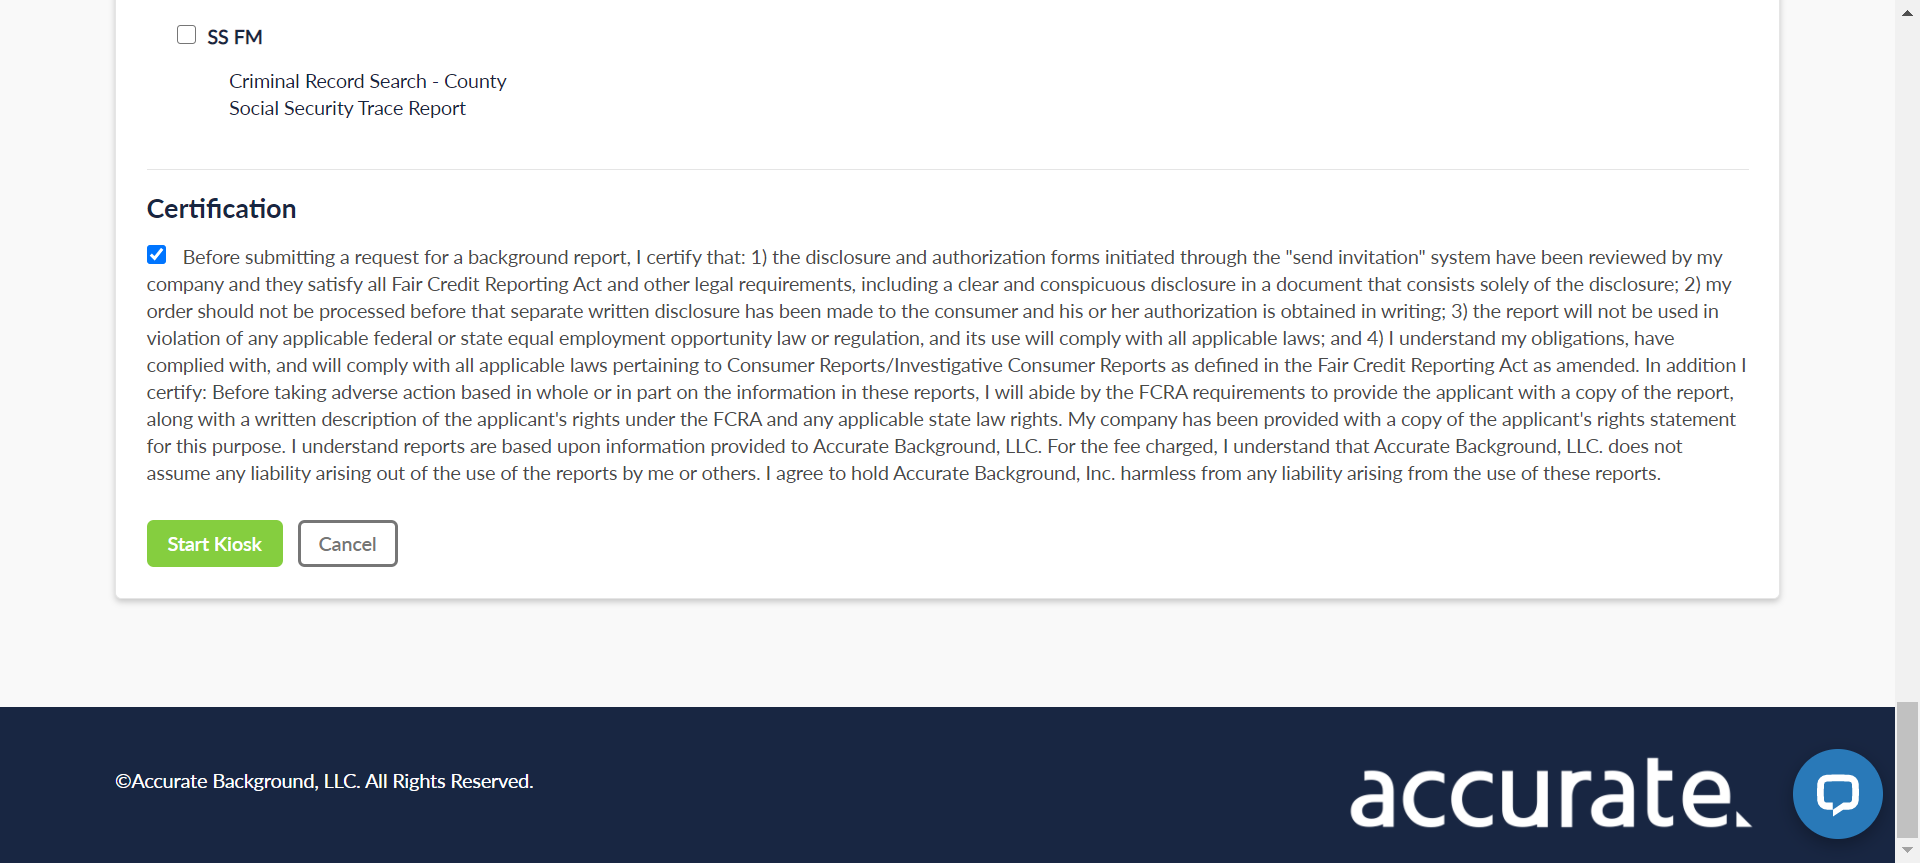 SS FM
Criminal Record Search - County
Social Security Trace Report
Certification
Before submitting a request for a background report, I certify that: 1) the disclosure and authorization forms initiated through the "send invitation" system have been reviewed by my
company and they satisfy all Fair Credit Reporting Act and other legal requirements, including a clear and conspicuous disclosure in a document that consists solely of the disclosure; 2) my
order should not be processed before that separate written disclosure has been made to the consumer and his or her authorization is obtained in writing; 3) the report will not be used in
violation of any applicable federal or state equal employment opportunity law or regulation, and its use will comply with all applicable laws; and 4) I understand my obligations, have
complied with, and will comply with all applicable laws pertaining to Consumer Reports/Investigative Consumer Reports as defined in the Fair Credit Reporting Act as amended. In addition I
certify: Before taking adverse action based in whole or in part on the information in these reports, I will abide by the FCRA requirements to provide the applicant with a copy of the report,
along with a written description of the applicant's rights under the FCRA and any applicable state law rights. My company has been provided with a copy of the applicant's rights statement
for this purpose. I understand reports are based upon information provided to Accurate Background, LLC. For the fee charged, I understand that Accurate Background, LLC. does not
assume any liability arising out of the use of the reports by me or others. I agree to hold Accurate Background, Inc. harmless from any liability arising from the use of these reports.
Start Kiosk
Cancel
©Accurate Background, LLC. All Rights Reserved.
accurate.